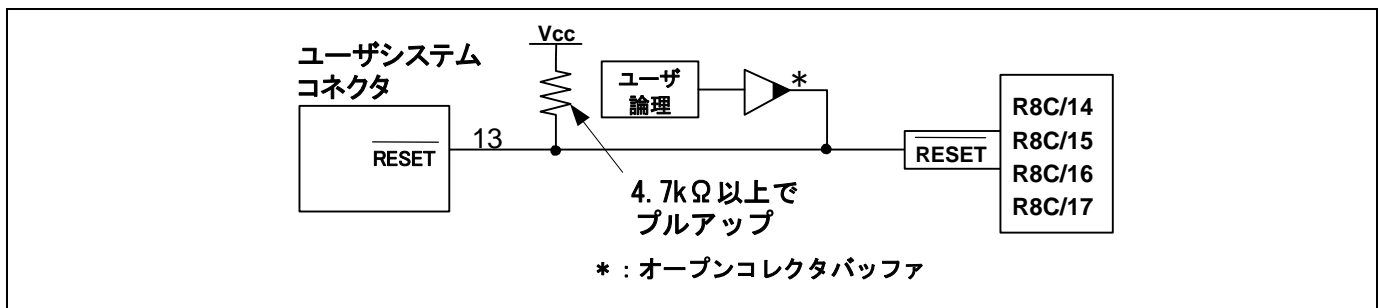 Vcc
ユーザシステム
コネクタ
ユーザ
論理
*
R8C/14
R8C/15
R8C/16
R8C/17
RESET
13
RESET
4.7kΩ以上で
プルアップ
* : オープンコレクタバッファ